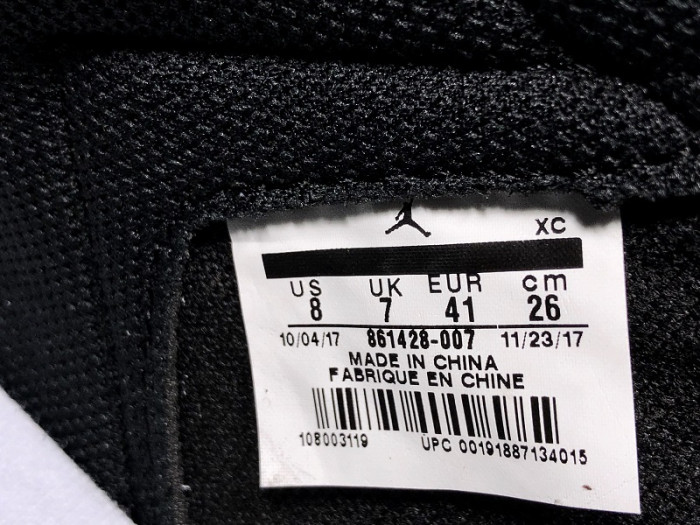 XC
US UK EUR cm
8 7 41 26
10/04/17 861428-007 11/23/17
MADE IN CHINA
FABRIQUE EN CHINE
108003119 UPC 00191887134015